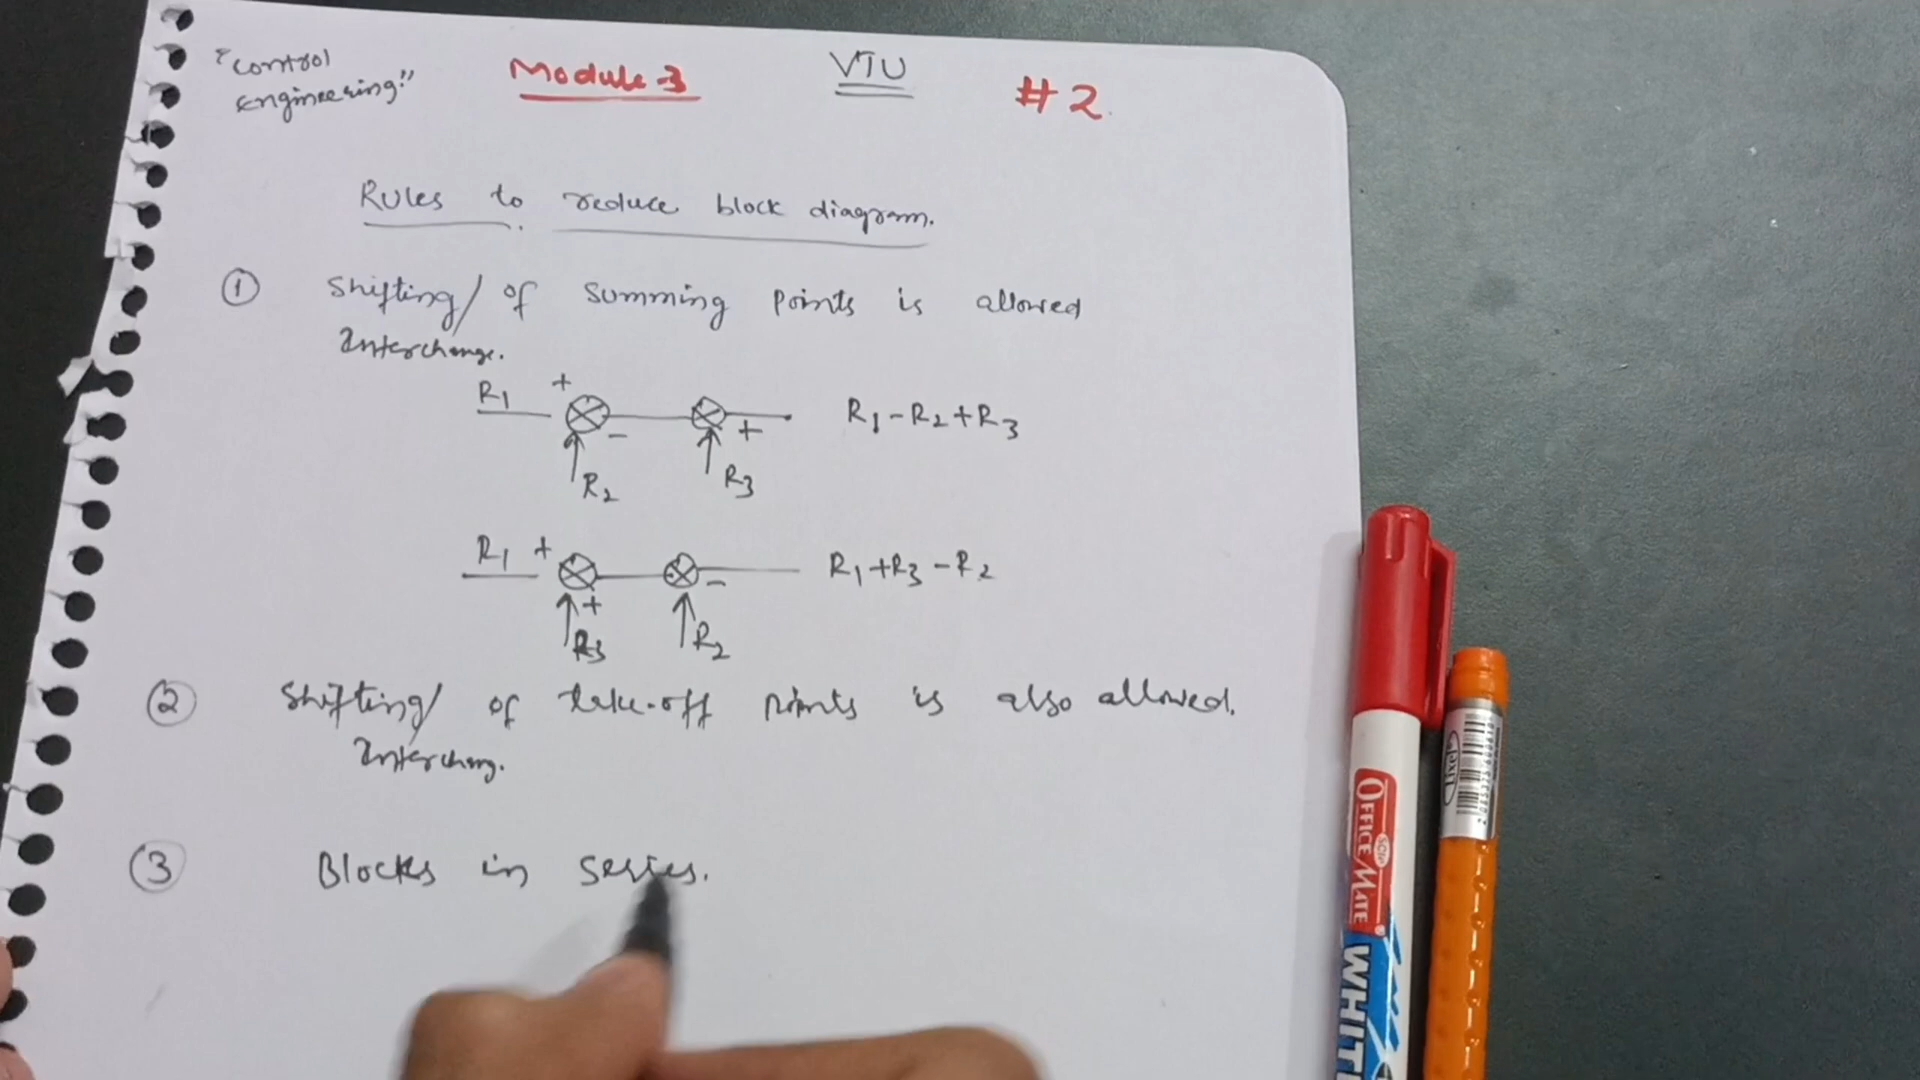 "Control
Engineering"
Module-3
VTU
#2.
Rules to reduce block diagram.
① Shifting/ of summing points is allowed
Interchange.
R1 + - + R1-R2+R3
R2 R3
R1 + + - R1+R3-R2
R3 R2
② Shifting/ of take-off points is also allowed.
Interchang.
③ Blocks in series.
OFFICE MATE
WHIT
Lixel